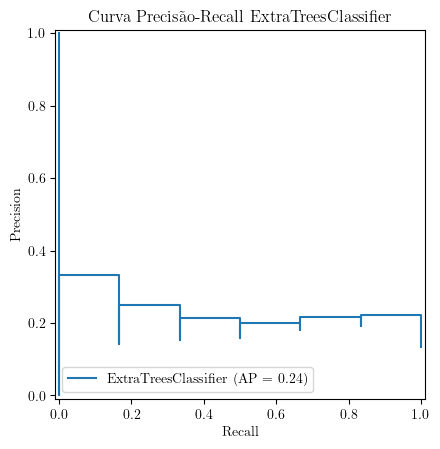 Curva Precisão-Recall ExtraTreesClassifier
1.0
0.8
0.6
0.4
0.2
0.0
Precision
ExtraTreesClassifier (AP = 0.24)
0.0 0.2 0.4 0.6 0.8 1.0
Recall